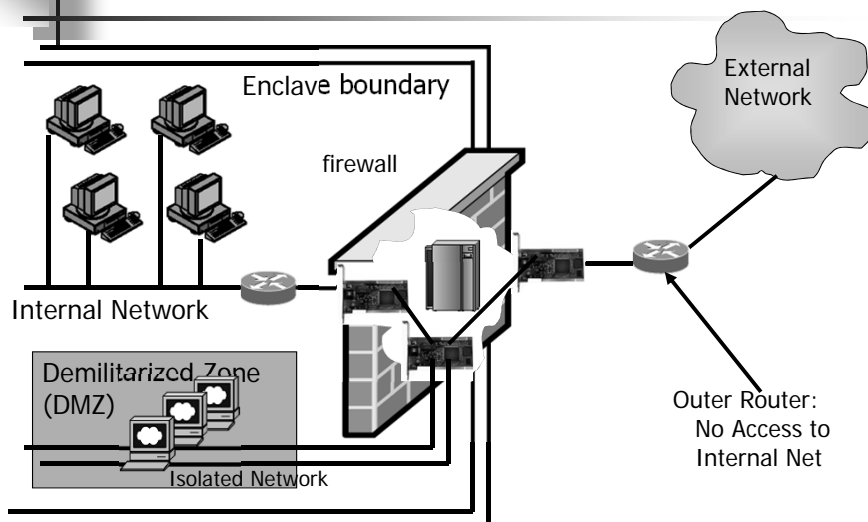 Enclave boundary
External
Network
firewall
Internal Network
Demilitarized Zone
(DMZ)
Isolated Network
Outer Router:
No Access to
Internal Net